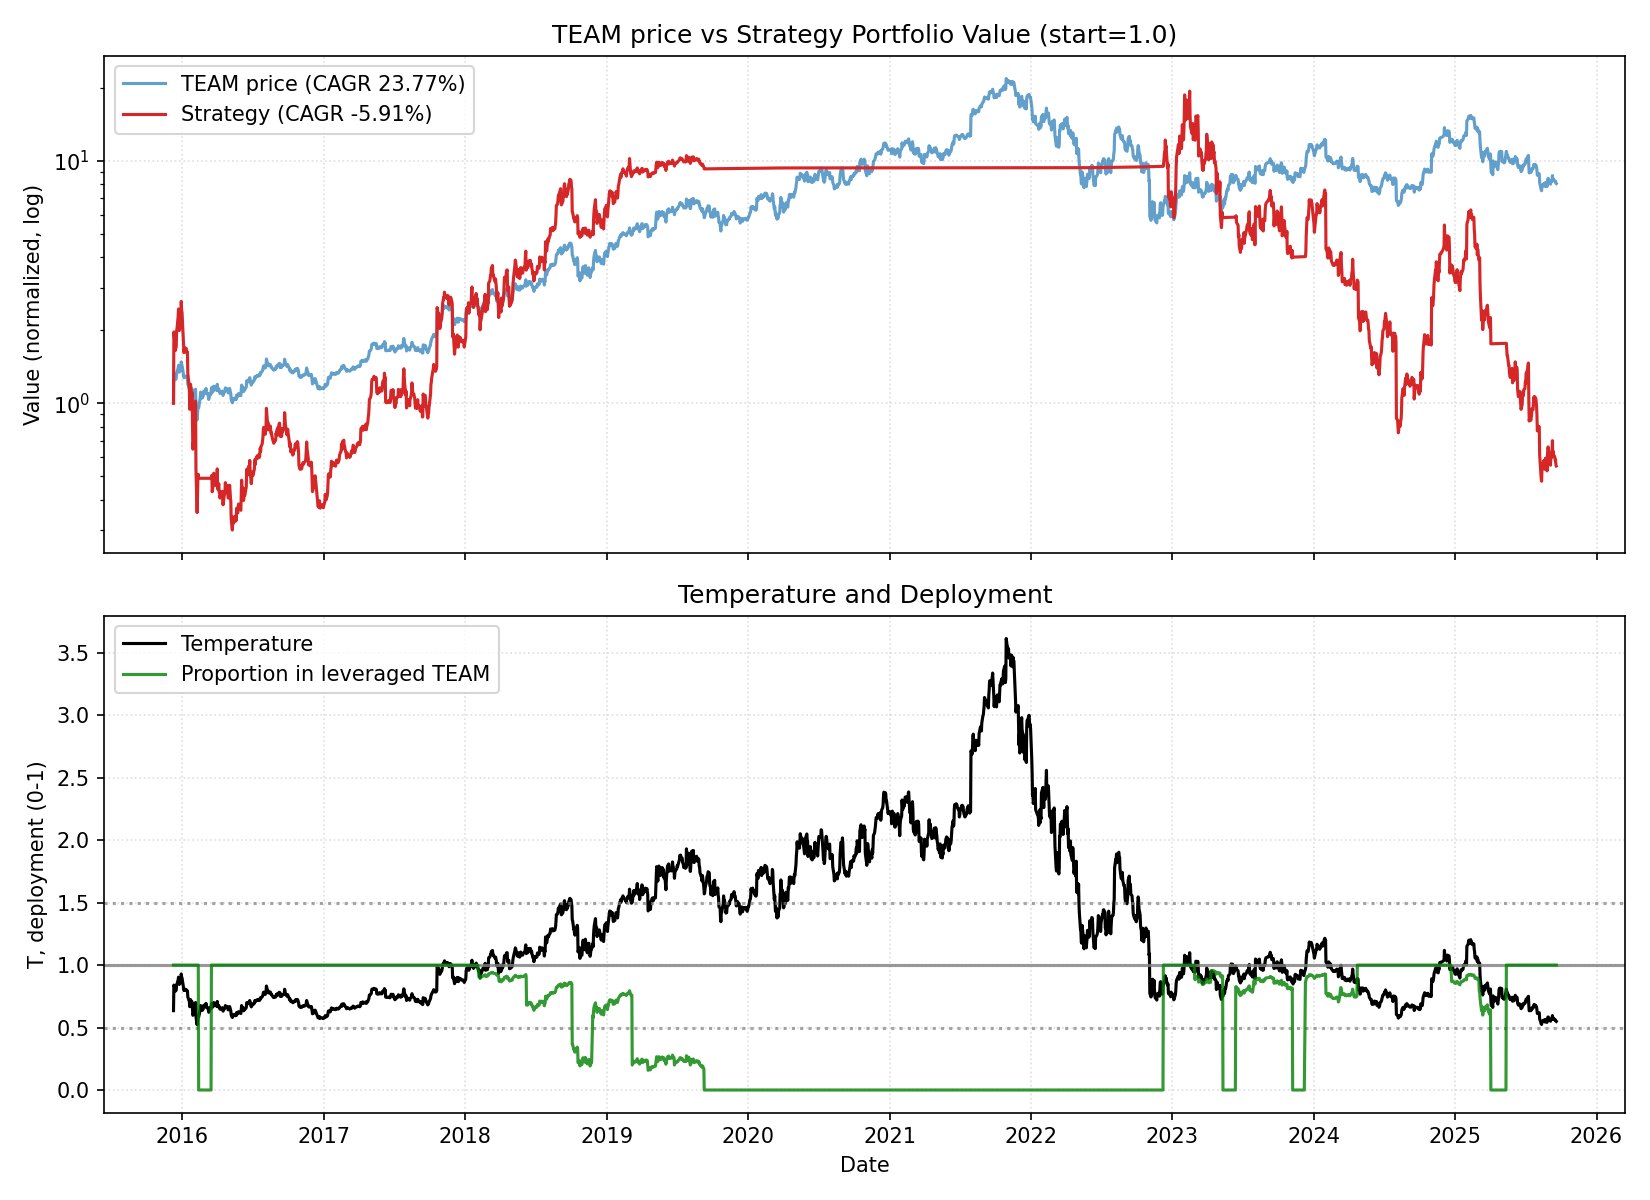 TEAM price vs Strategy Portfolio Value (start=1.0)
TEAM price (CAGR 23.77%)
Strategy (CAGR -5.91%)
Value (normalized, log)
10¹
10⁰
Temperature and Deployment
Temperature
Proportion in leveraged TEAM
T, deployment (0-1)
3.5
3.0
2.5
2.0
1.5
1.0
0.5
0.0
2016 2017 2018 2019 2020 2021 2022 2023 2024 2025 2026
Date